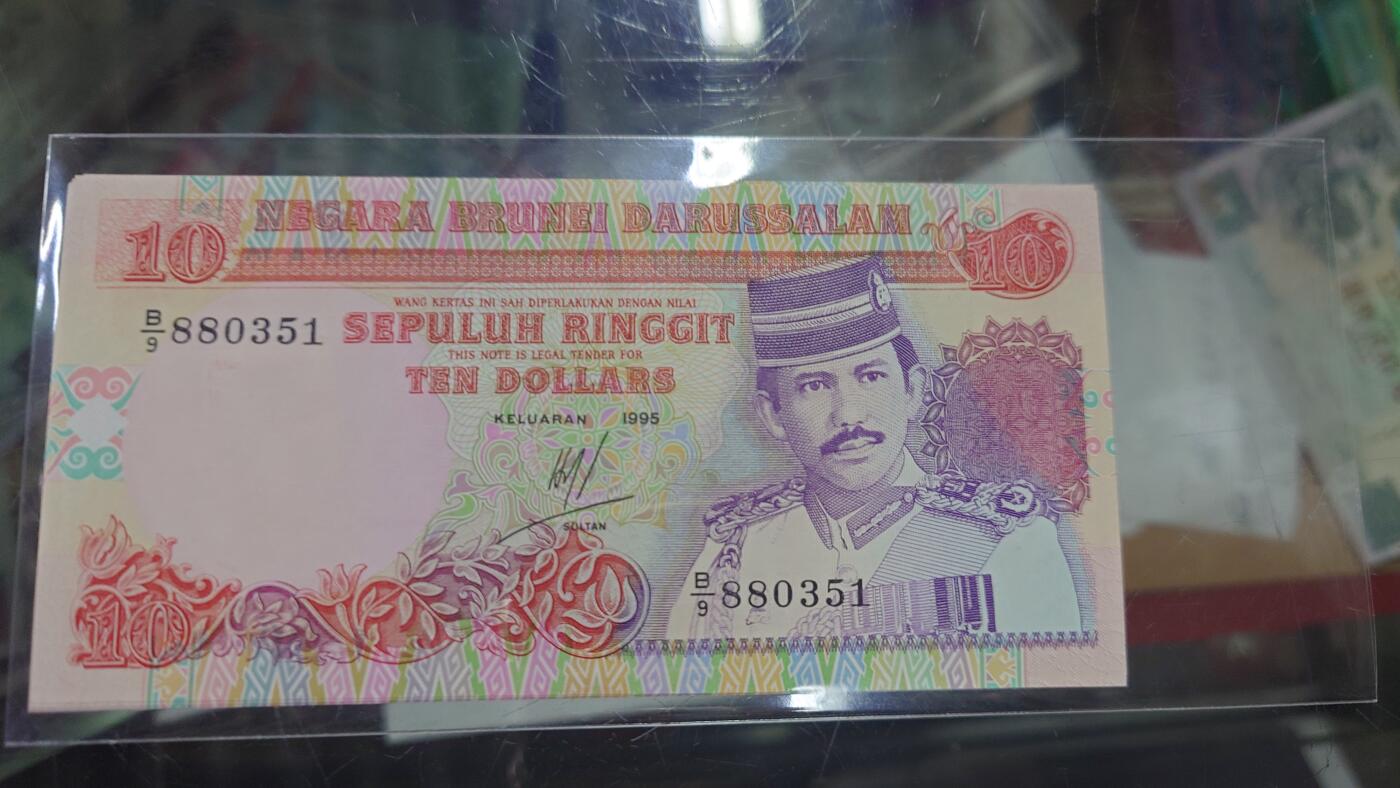 10 NEGARA BRUNEI DARUSSALAM 10
WANG KERTAS INI SAH DIPERLAKUKAN DENGAN NILAI
B/9 880351 SEPULUH RINGGIT
THIS NOTE IS LEGAL TENDER FOR
TEN DOLLARS
KELUARAN 1995
SULTAN
B/9 880351
10